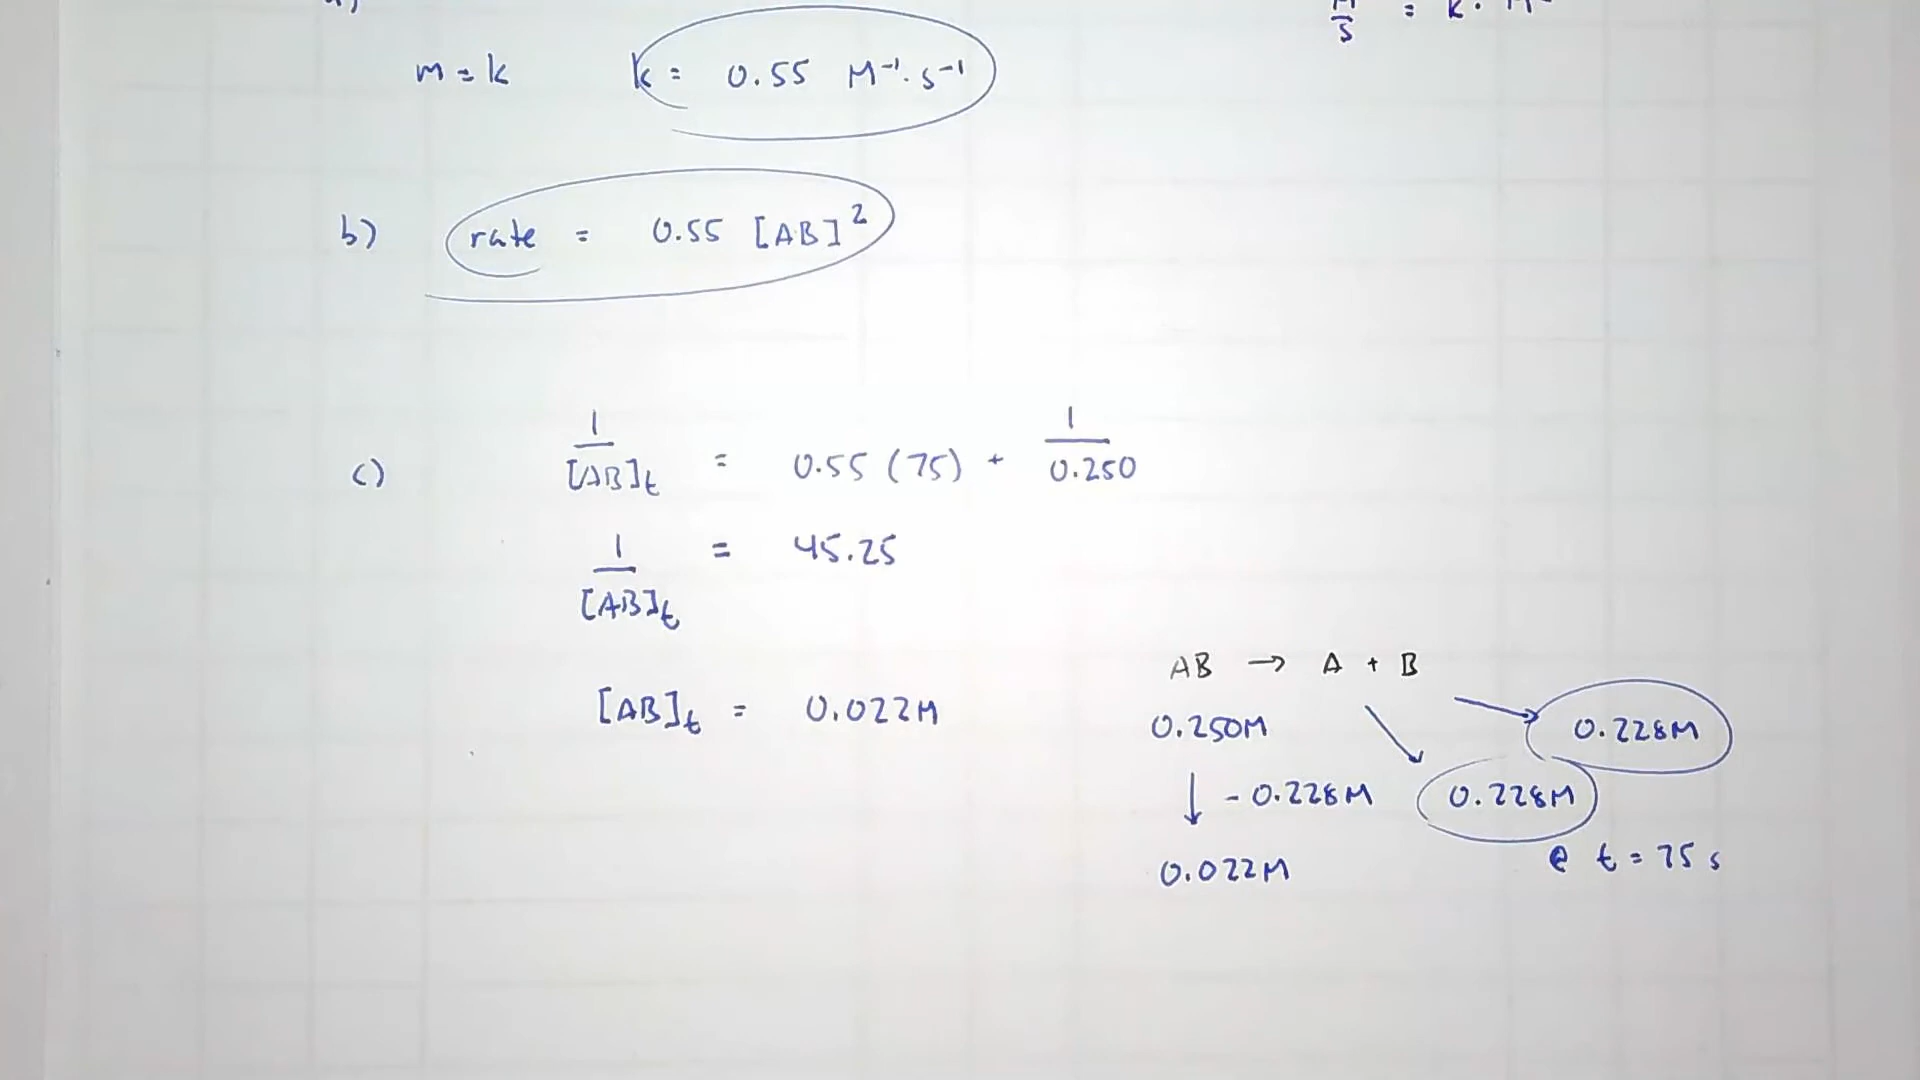 a)
M/s = k · M
m = k k = 0.55 M⁻¹·s⁻¹
b) rate = 0.55 [AB]²
c) 1/[AB]t = 0.55 (75) + 1/0.250
1/[AB]t = 45.25
[AB]t = 0.022M
AB → A + B
0.250M 0.228M
↓ - 0.228M 0.228M
0.022M @ t = 75 s